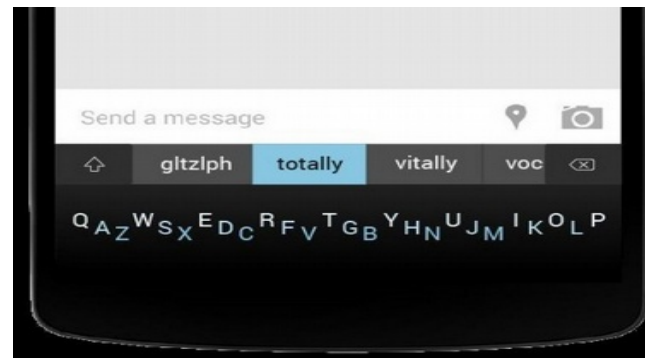 Send a message
gltzlph totally vitally voc
QAZWSXEDCRFVTGBYHNUJMIKOLP